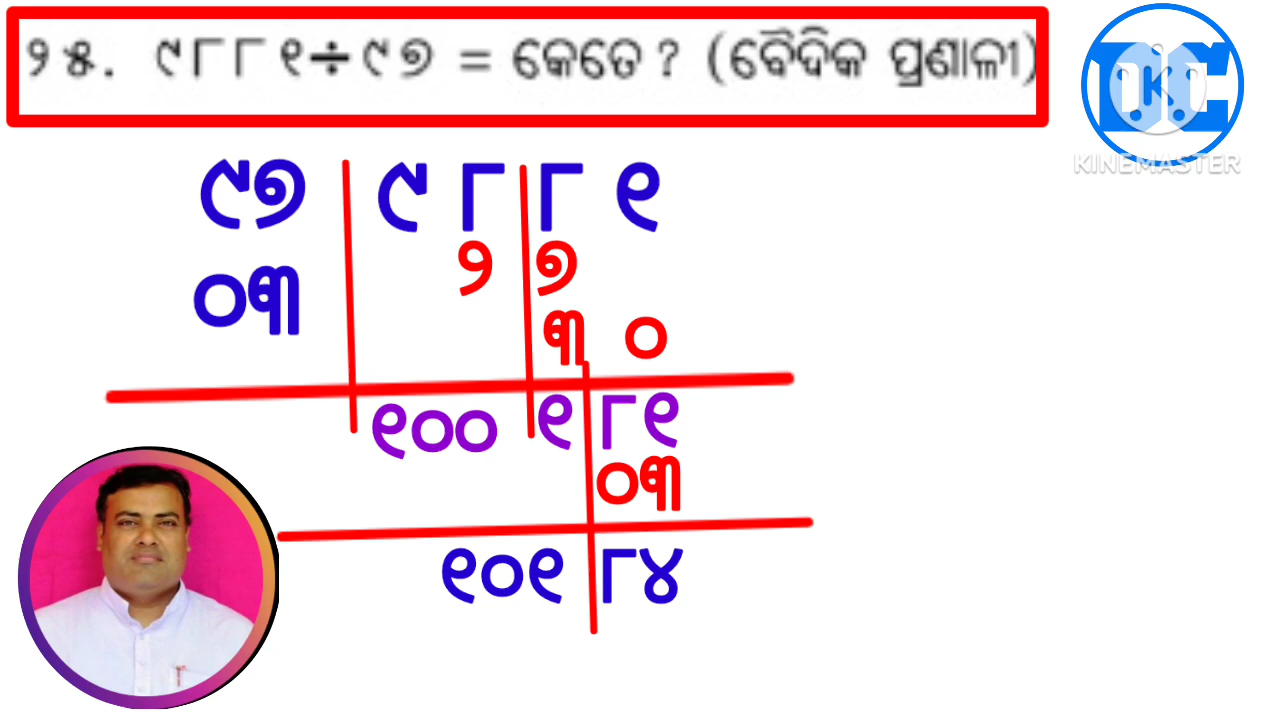 ୨୫. ୯୮୮୧÷୯୭ = କେତେ ? (ବୈଦିକ ପ୍ରଣାଳୀ)
K
KINEMASTER
୯୭ ୯ ୮ ୮ ୧
୨ ୭
୦୩
୩ ୦
୧୦୦ ୧ ୮୧
୦୩
୧୦୧ ୮୪